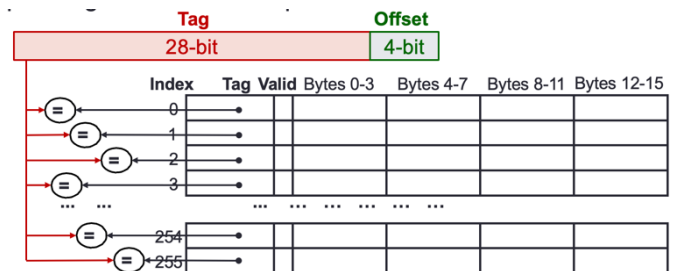 Tag Offset
28-bit 4-bit
Index Tag Valid Bytes 0-3 Bytes 4-7 Bytes 8-11 Bytes 12-15
= 0
= 1
= 2
= 3
... ... ... ... ... ... ... ...
= 254
= 255